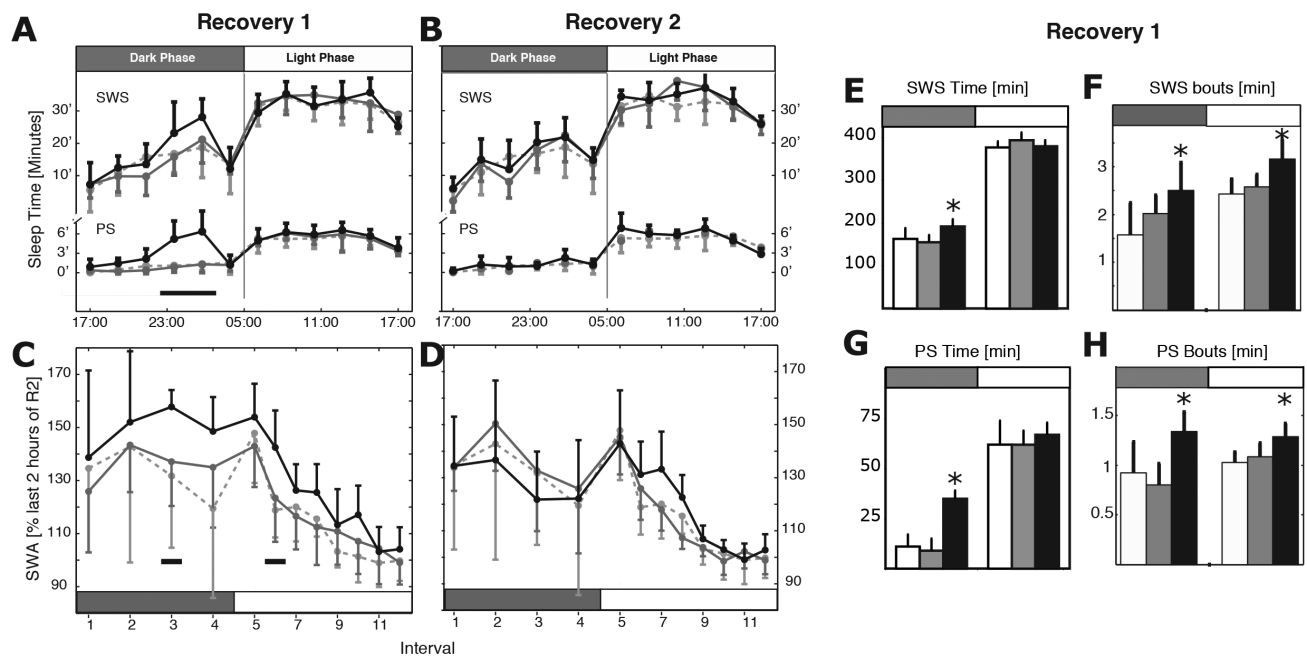 A
Recovery 1
Dark Phase
Light Phase
SWS
30'
20'
10'
PS
6'
3'
0'
Sleep Time [Minutes]
17:00
23:00
05:00
11:00
17:00
B
Recovery 2
Dark Phase
Light Phase
SWS
30'
20'
10'
PS
6'
3'
0'
17:00
23:00
05:00
11:00
17:00
C
170
150
130
110
90
SWA [% last 2 hours of R2]
1
2
3
4
5
7
9
11
D
170
150
130
110
90
1
2
3
4
5
7
9
11
Interval
Recovery 1
E
SWS Time [min]
400
300
200
100
*
F
SWS bouts [min]
3
2
1
*
*
G
PS Time [min]
75
50
25
*
H
PS Bouts [min]
1.5
1
0.5
*
*